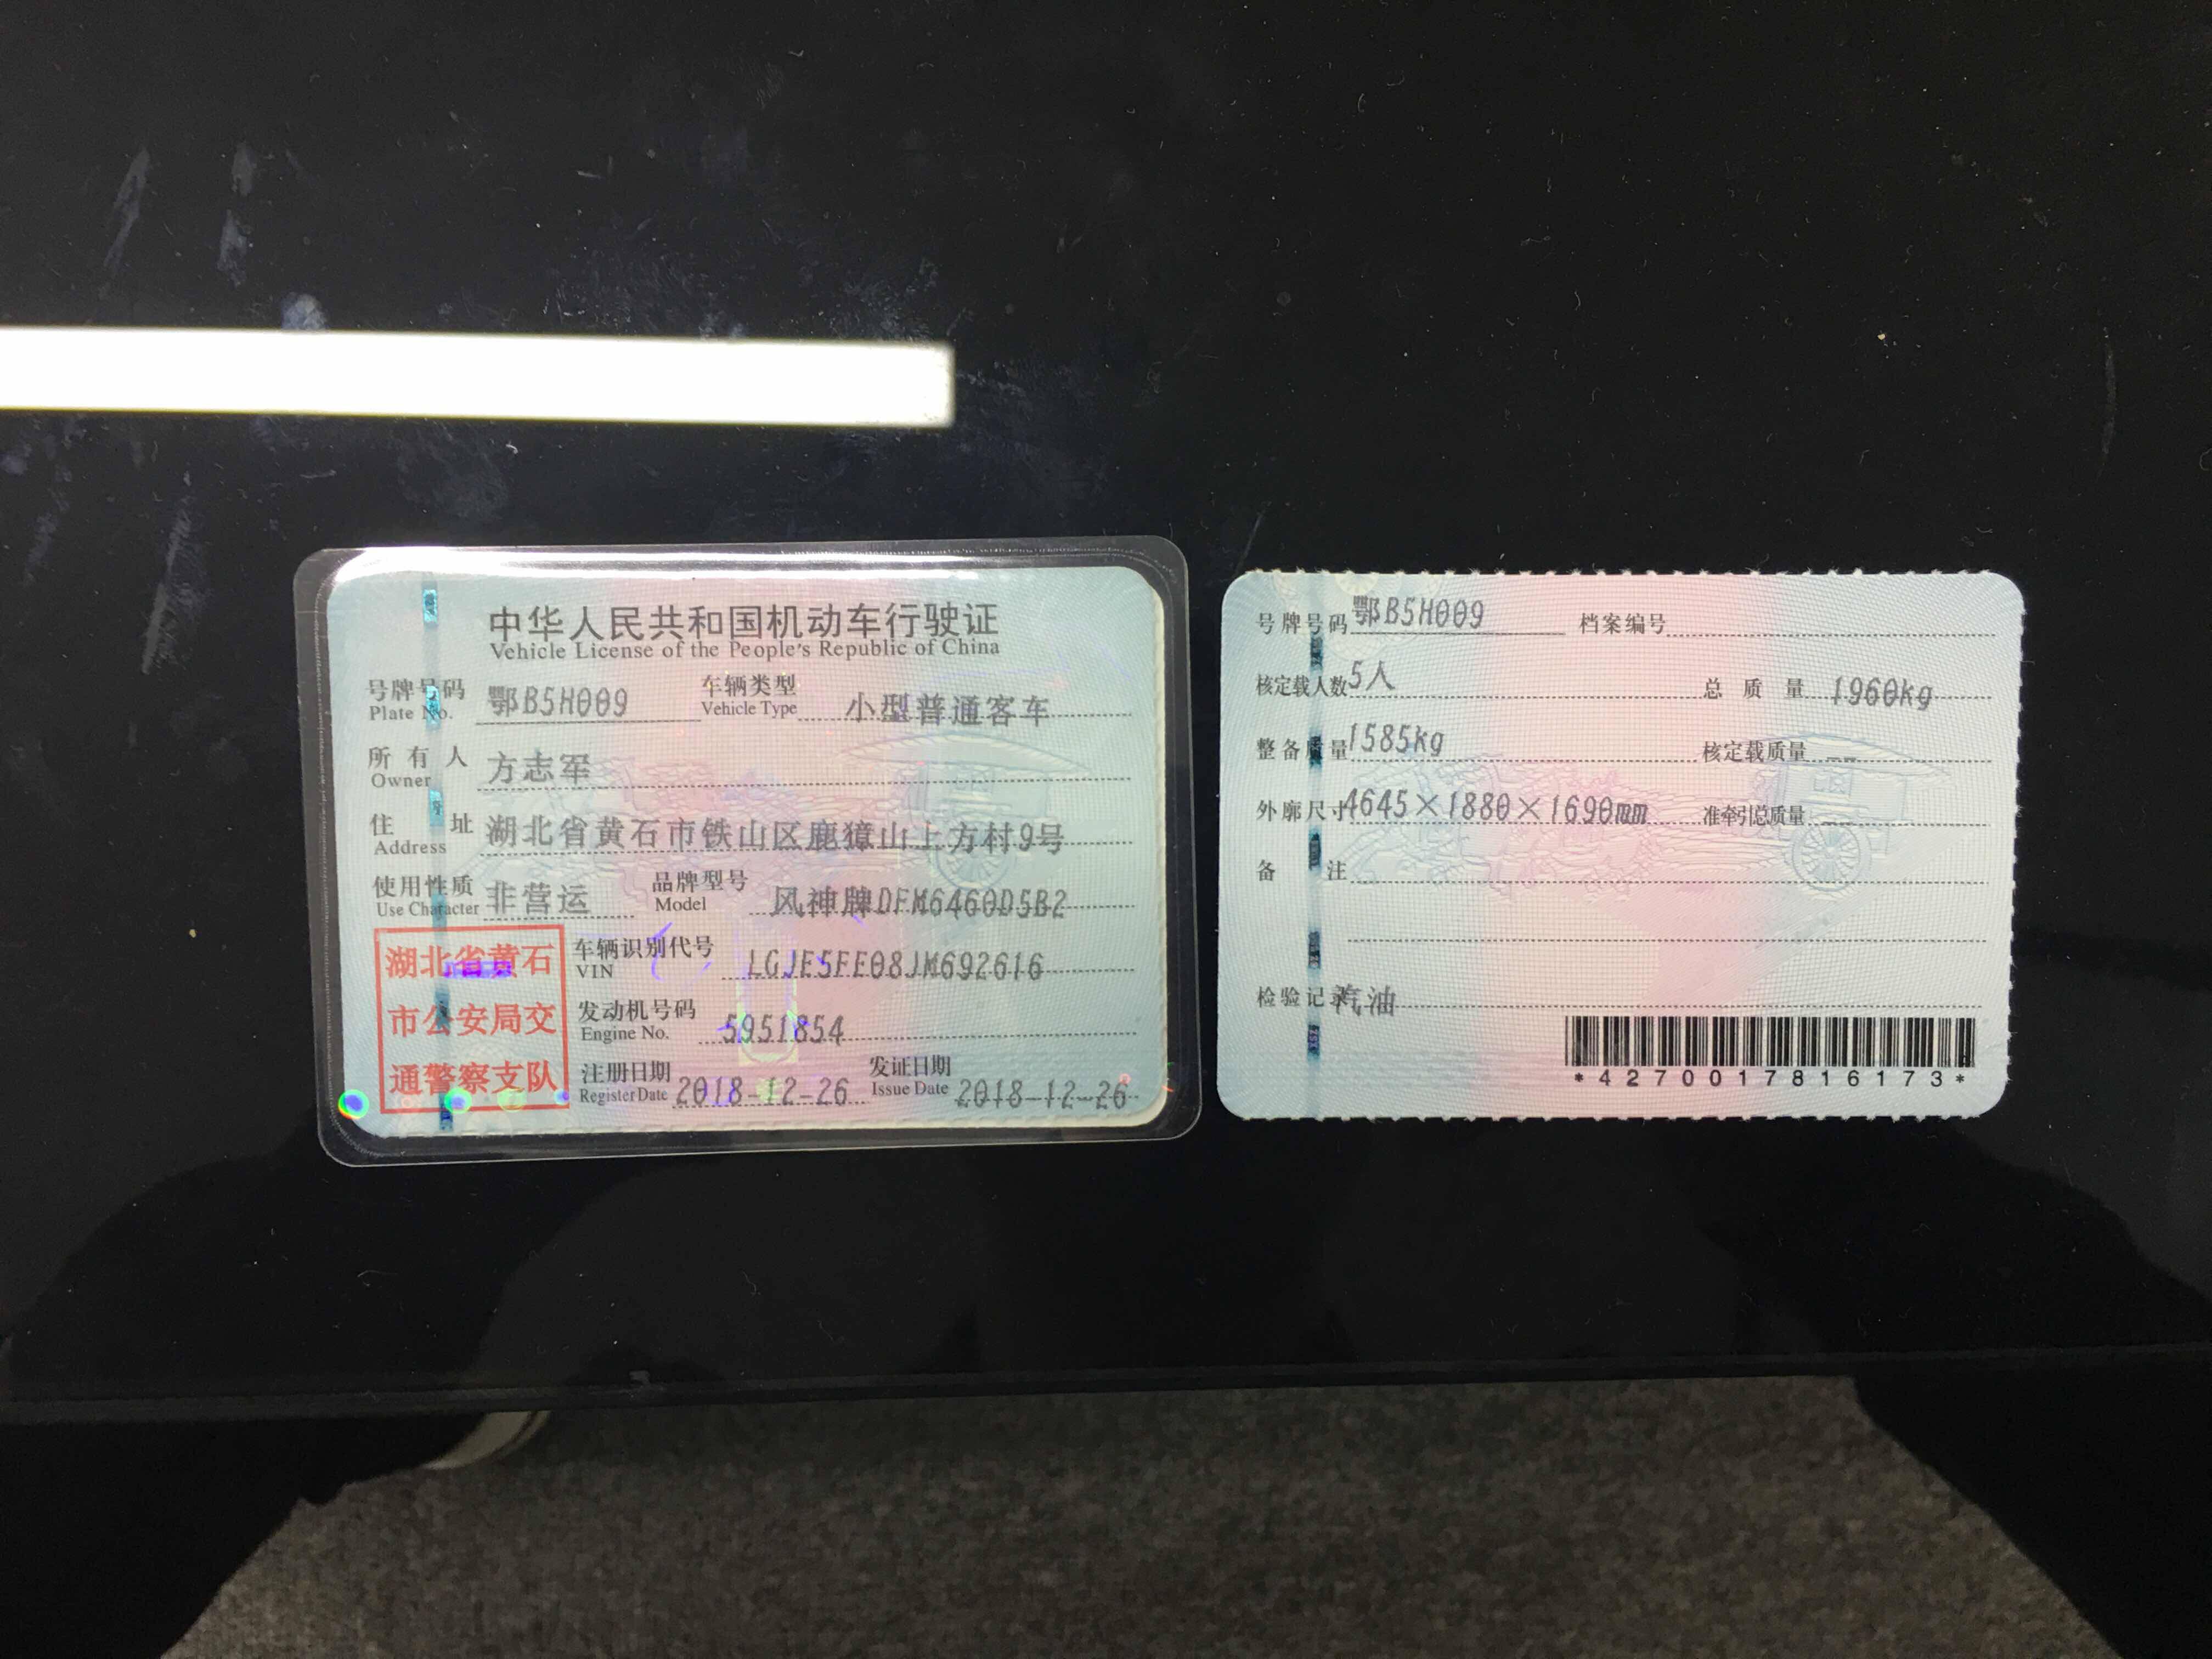 中华人民共和国机动车行驶证
Vehicle License of the People's Republic of China
号牌号码 鄂B5H009 车辆类型 小型普通客车
Plate No. Vehicle Type
所有人 方志军
Owner
住址 湖北省黄石市铁山区鹿獐山上方村9号
Address
使用性质 非营运 品牌型号 风神牌DFM6460D5B2
Use Character Model
湖北省黄石
市公安局交
通警察支队
车辆识别代号 LGJE5EE08JM692616
VIN
发动机号码 5951854
Engine No.
注册日期 2018-12-26 发证日期 2018-12-26
Register Date Issue Date
号牌号码 鄂B5H009 档案编号
核定载人数 5人 总质量 1960kg
整备质量 1585kg 核定载质量
外廓尺寸 4645×1880×1690mm 准牵引总质量
备注
检验记录 汽油
*4270017816173*